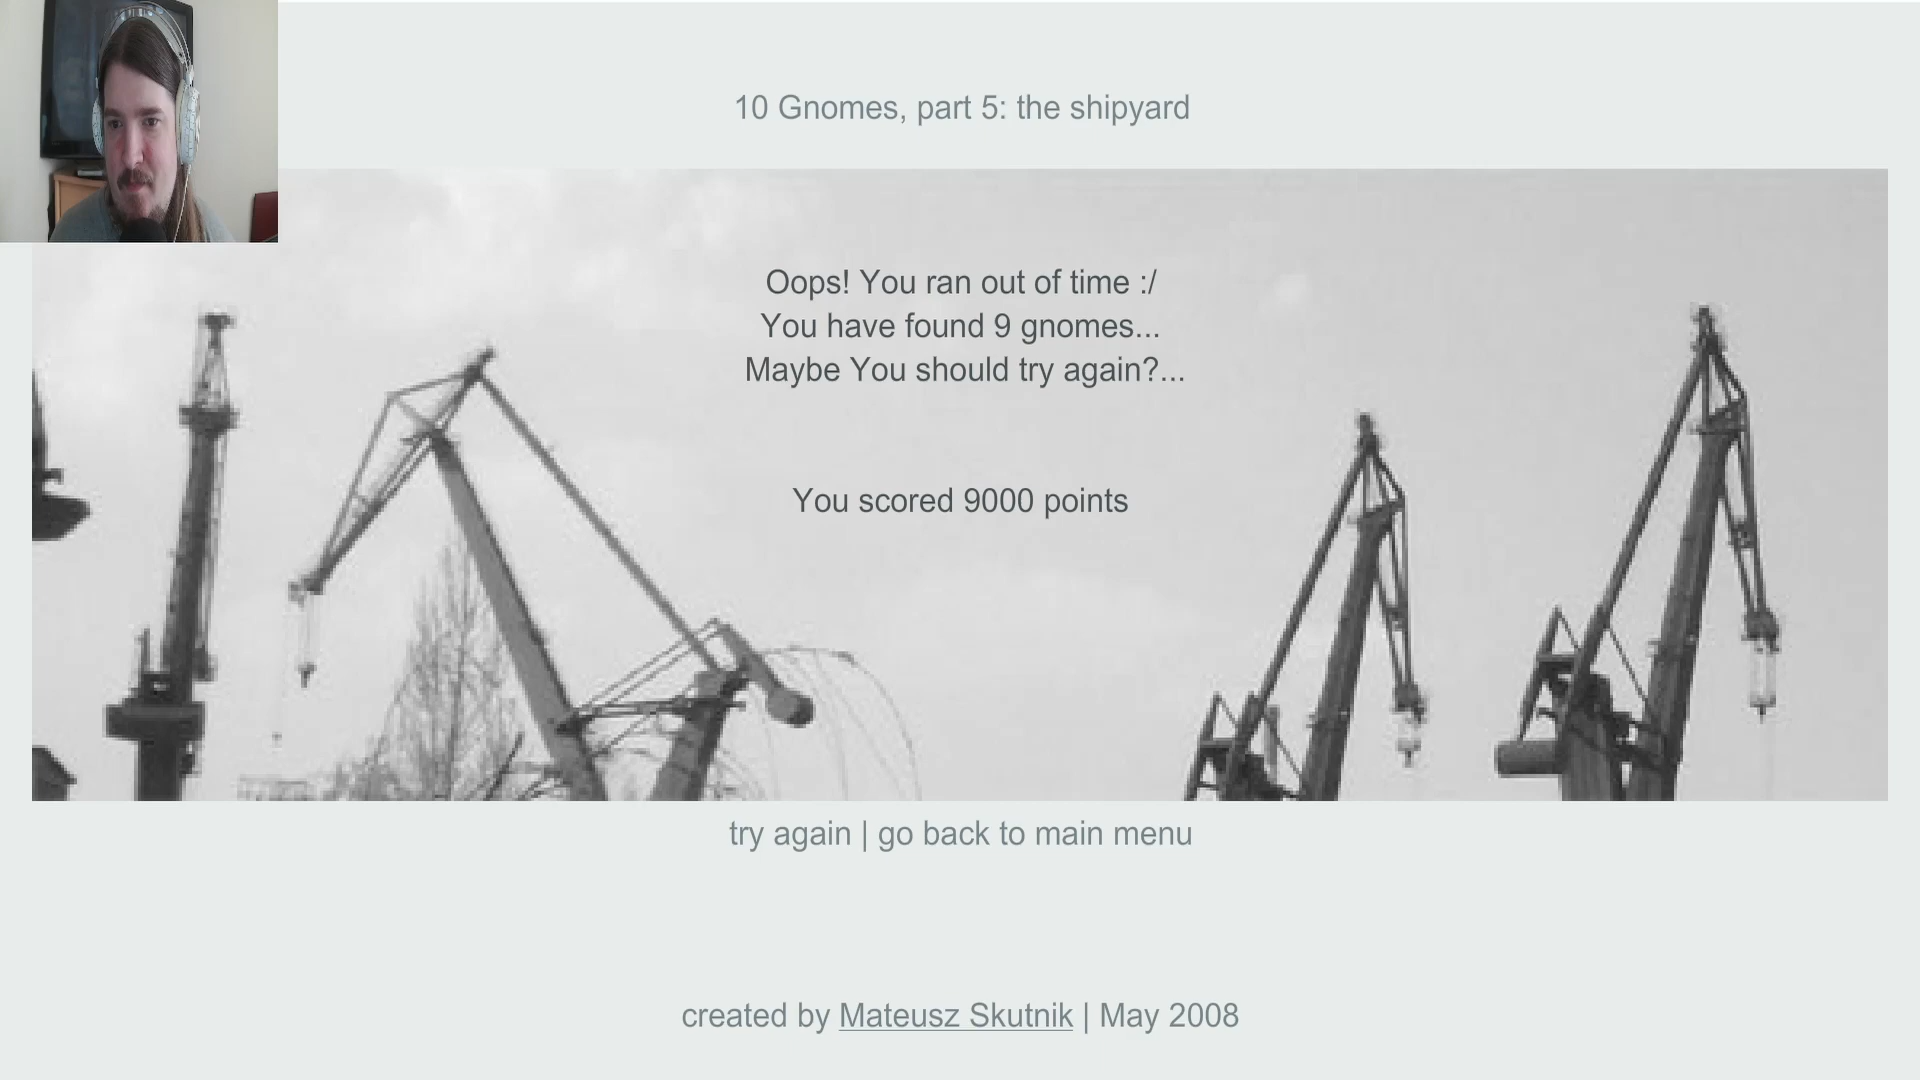 10 Gnomes, part 5: the shipyard
Oops! You ran out of time :/
You have found 9 gnomes...
Maybe You should try again?...
You scored 9000 points
try again | go back to main menu
created by Mateusz Skutnik | May 2008